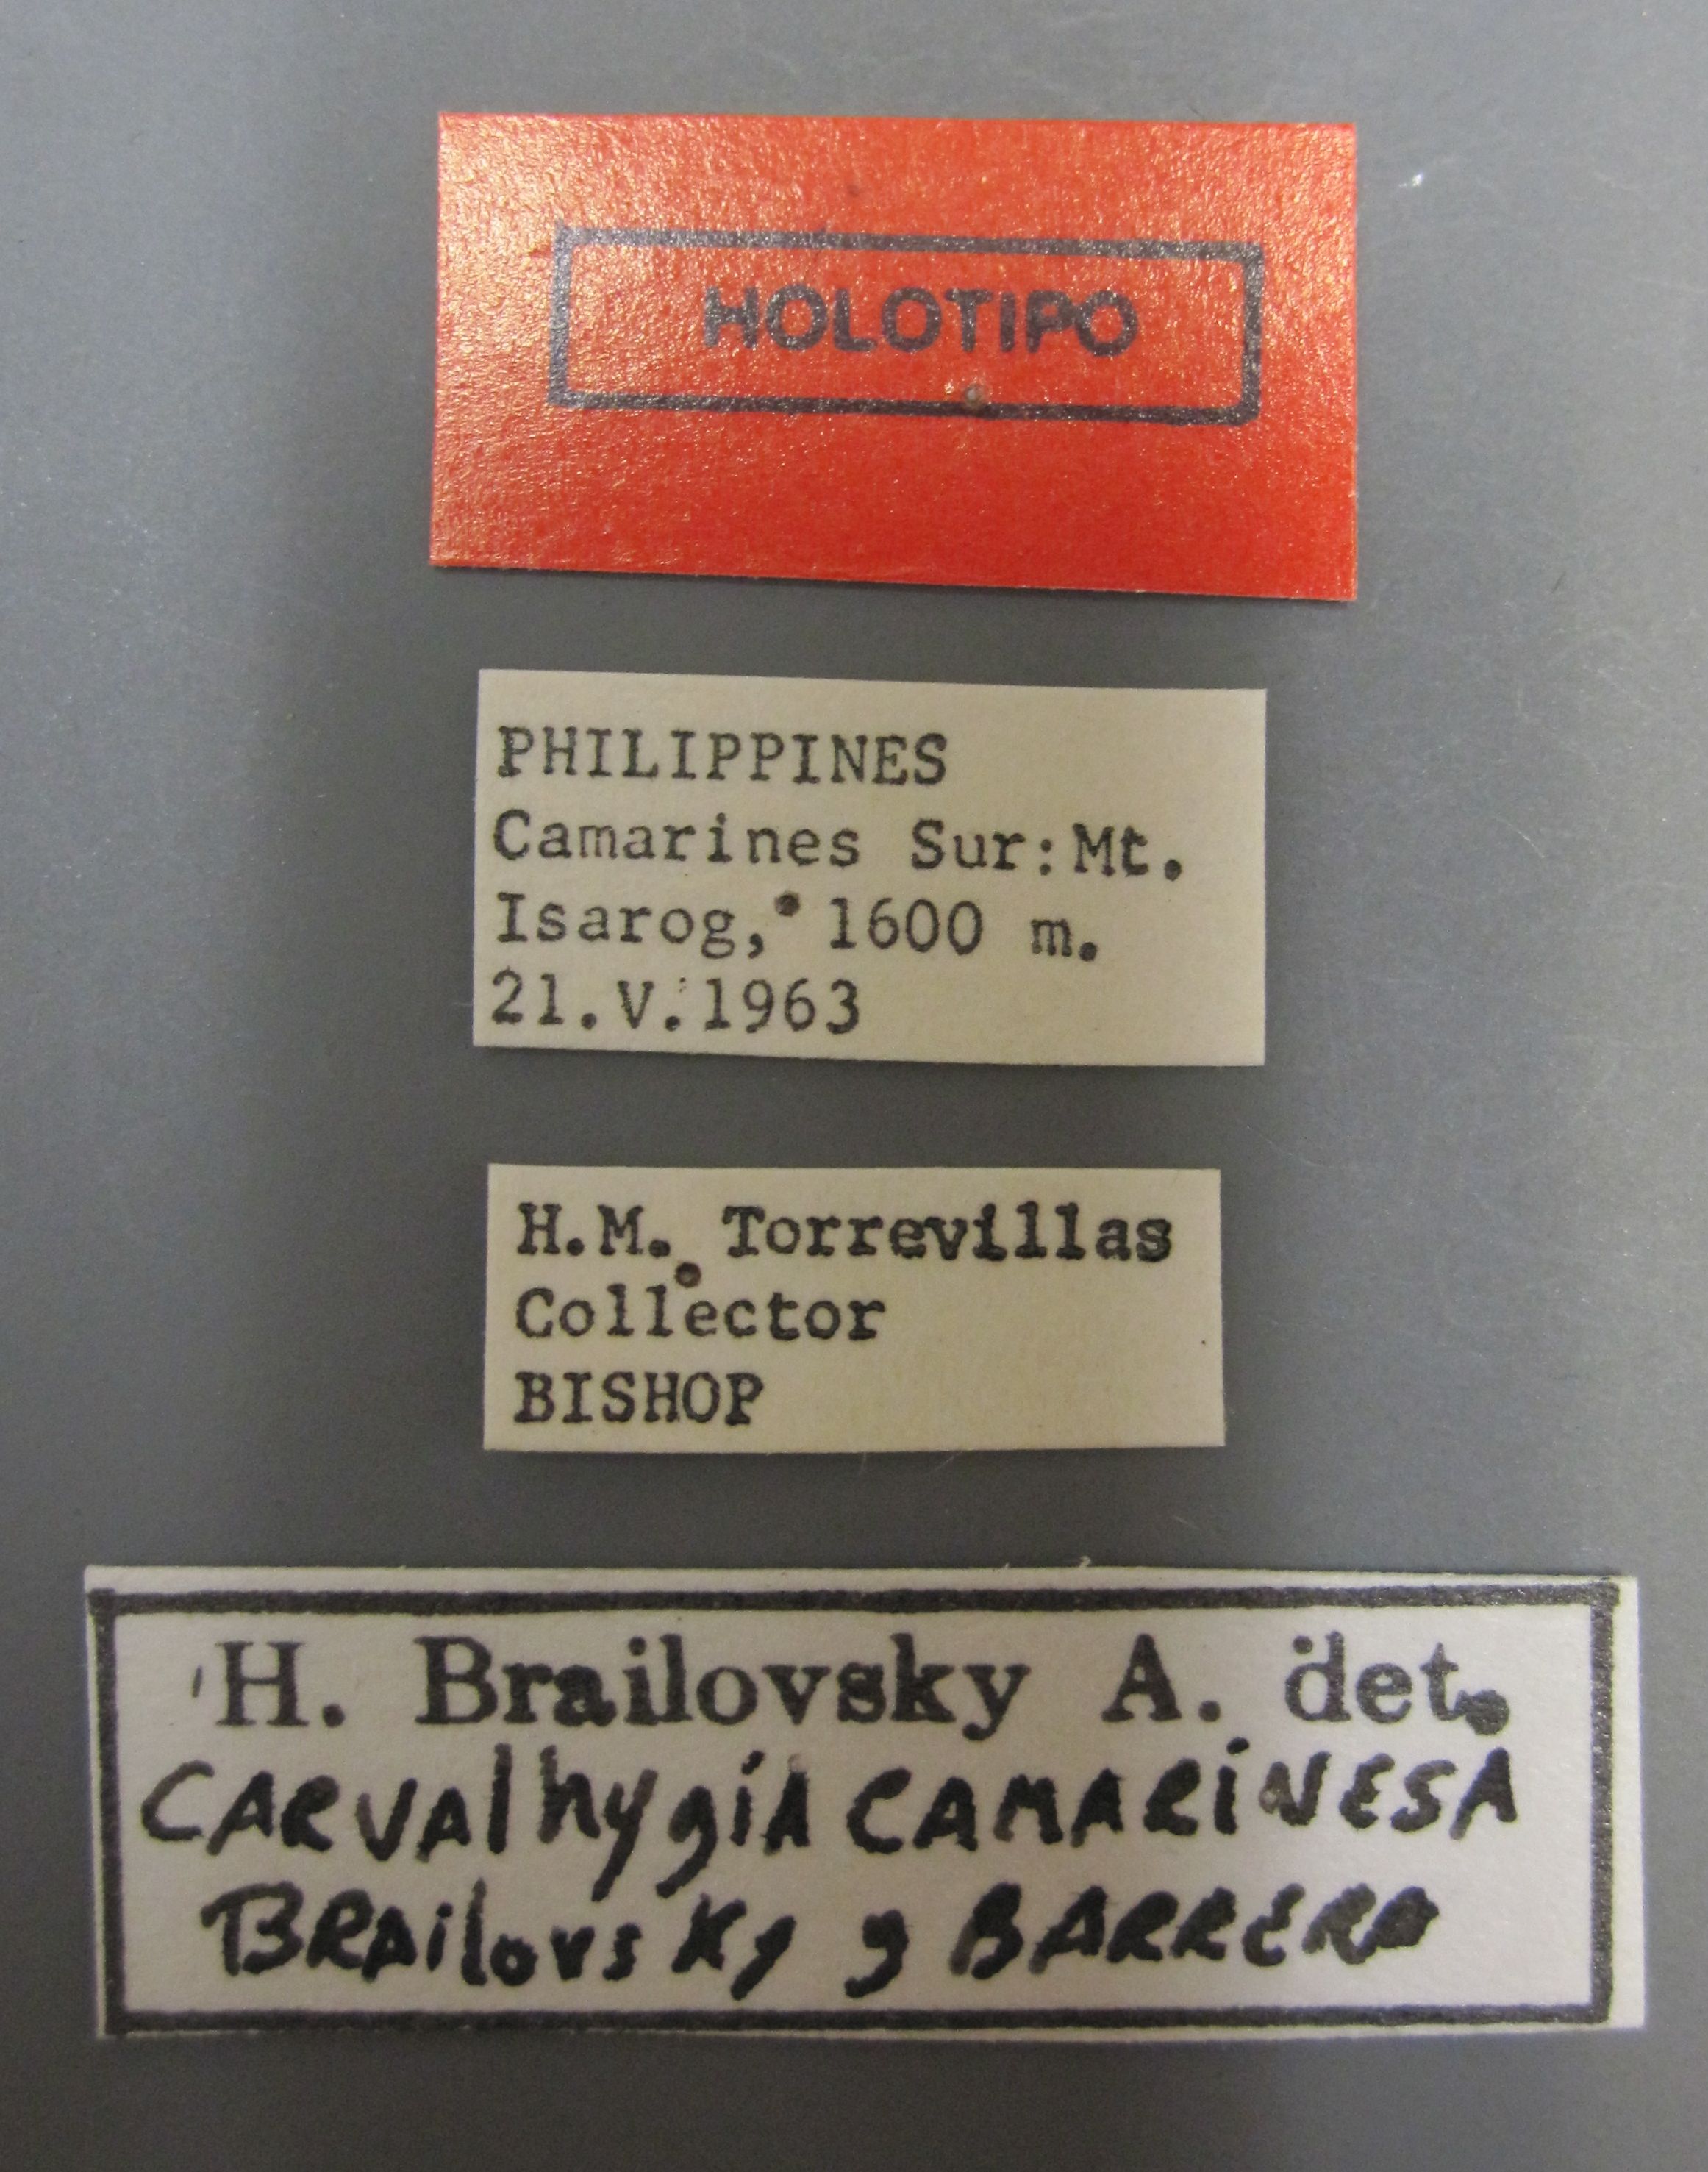 HOLOTIPO
PHILIPPINES
Camarines Sur: Mt.
Isarog, 1600 m.
21.V.1963
H.M. Torrevillas
Collector
BISHOP
H. Brailovsky A. det.
CARVAlhygiA CAMARiNESA
BRAilovsKy y BARRERA